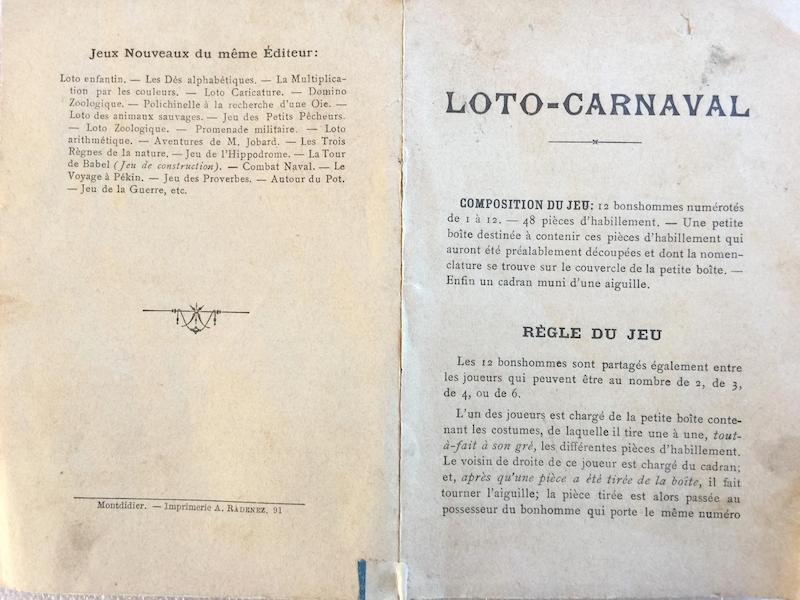 Jeux Nouveaux du même Éditeur:
Loto enfantin. — Les Dés alphabétiques. — La Multiplica-
tion par les couleurs. — Loto Caricature. — Domino
Zoologique. — Polichinelle à la recherche d'une Oie. —
Loto des animaux sauvages. — Jeu des Petits Pêcheurs.
— Loto Zoologique. — Promenade militaire. — Loto
arithmétique. — Aventures de M. Jobard. — Les Trois
Règnes de la nature. — Jeu de l'Hippodrome. — La Tour
de Babel (Jeu de construction). — Combat Naval. — Le
Voyage à Pékin. — Jeu des Proverbes. — Autour du Pot.
— Jeu de la Guerre, etc.
Montdidier. — Imprimerie A. RADENEZ, 91
LOTO-CARNAVAL
COMPOSITION DU JEU: 12 bonshommes numérotés
de 1 à 12. — 48 pièces d'habillement. — Une petite
boîte destinée à contenir ces pièces d'habillement qui
auront été préalablement découpées et dont la nomen-
clature se trouve sur le couvercle de la petite boîte. —
Enfin un cadran muni d'une aiguille.
RÈGLE DU JEU
Les 12 bonshommes sont partagés également entre
les joueurs qui peuvent être au nombre de 2, de 3,
de 4, ou de 6.
L'un des joueurs est chargé de la petite boîte conte-
nant les costumes, de laquelle il tire une à une, tout-
à-fait à son gré, les différentes pièces d'habillement.
Le voisin de droite de ce joueur est chargé du cadran;
et, après qu'une pièce a été tirée de la boîte, il fait
tourner l'aiguille; la pièce tirée est alors passée au
possesseur du bonhomme qui porte le même numéro